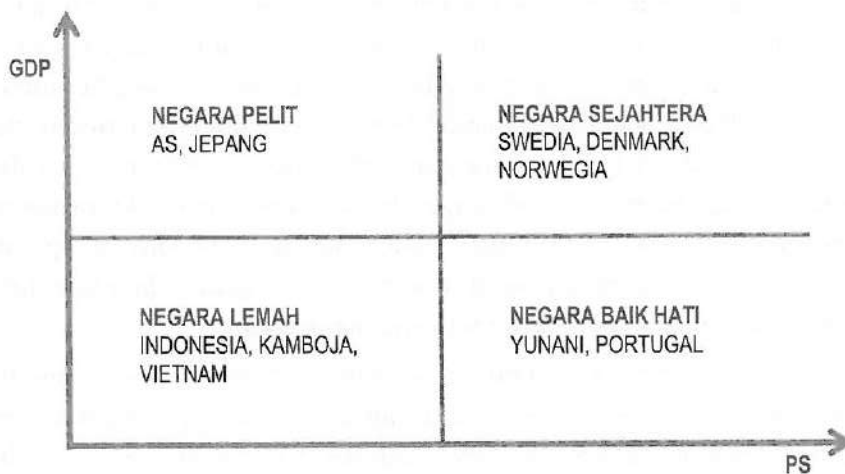 GDP
NEGARA PELIT
AS, JEPANG
NEGARA SEJAHTERA
SWEDIA, DENMARK,
NORWEGIA
NEGARA LEMAH
INDONESIA, KAMBOJA,
VIETNAM
NEGARA BAIK HATI
YUNANI, PORTUGAL
PS